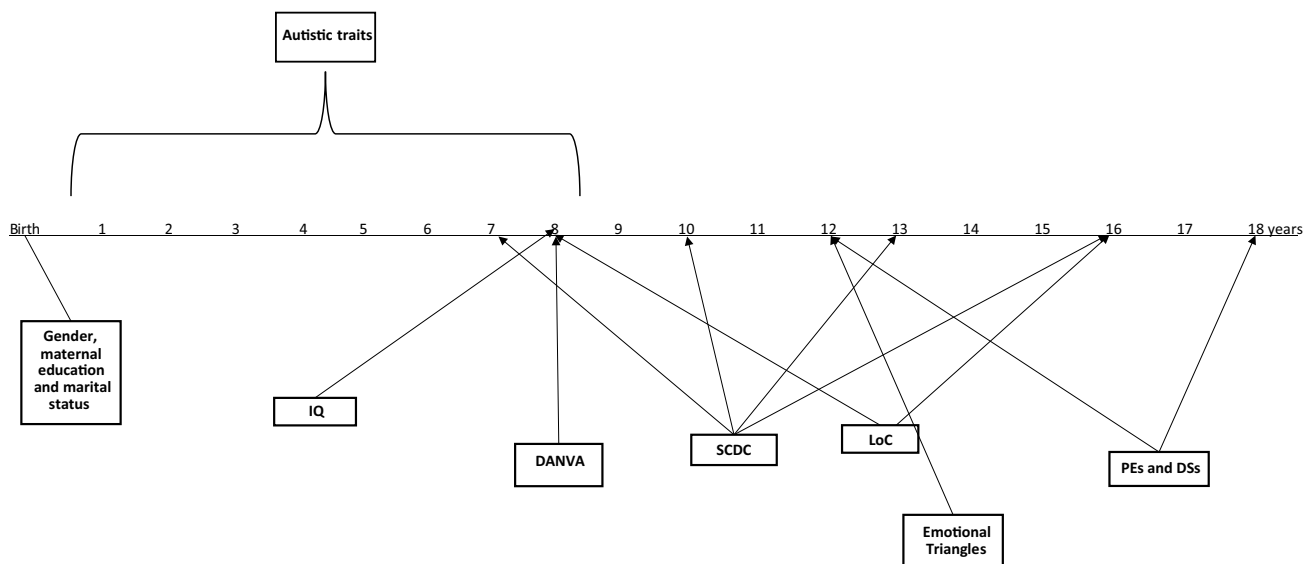 Autistic traits
Birth 1 2 3 4 5 6 7 8 9 10 11 12 13 14 15 16 17 18 years
Gender,
maternal
education
and marital
status
IQ
DANVA
SCDC
LoC
PEs and DSs
Emotional
Triangles